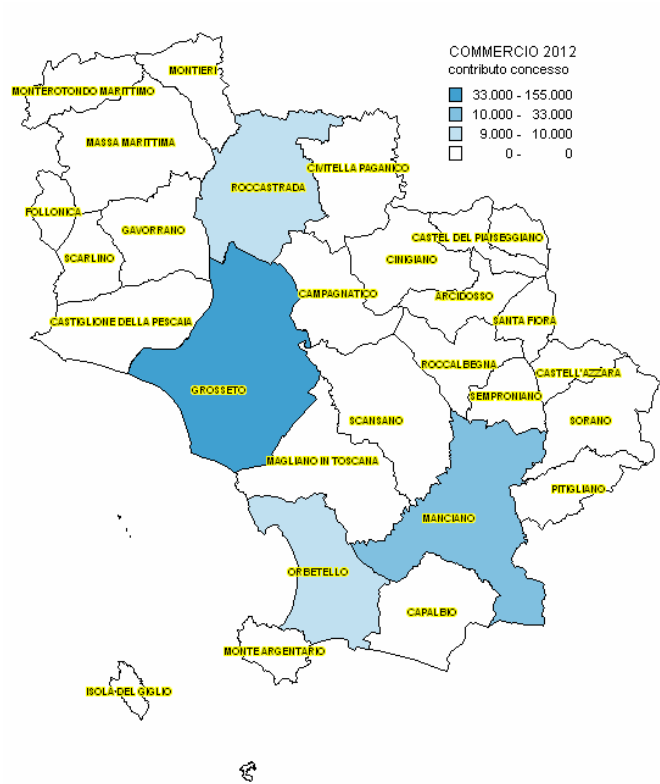 COMMERCIO 2012
contributo concesso
33.000 - 155.000
10.000 - 33.000
9.000 - 10.000
0 - 0
MONTIERI
MONTEROTONDO MARITTIMO
MASSA MARITTIMA
CIVITELLA PAGANICO
ROCCASTRADA
FOLLONICA
GAVORRANO
CASTEL DEL PIAISEGGIANO
SCARLINO
CINIGIANO
CAMPAGNATICO
ARCIDOSSO
CASTIGLIONE DELLA PESCAIA
SANTA FIORA
ROCCALBEGNA
CASTELL'AZZARA
GROSSETO
SEMPRONIANO
SCANSANO
SORANO
MAGLIANO IN TOSCANA
PITIGLIANO
MANCIANO
ORBETELLO
CAPALBIO
MONTE ARGENTARIO
ISOLA DEL GIGLIO